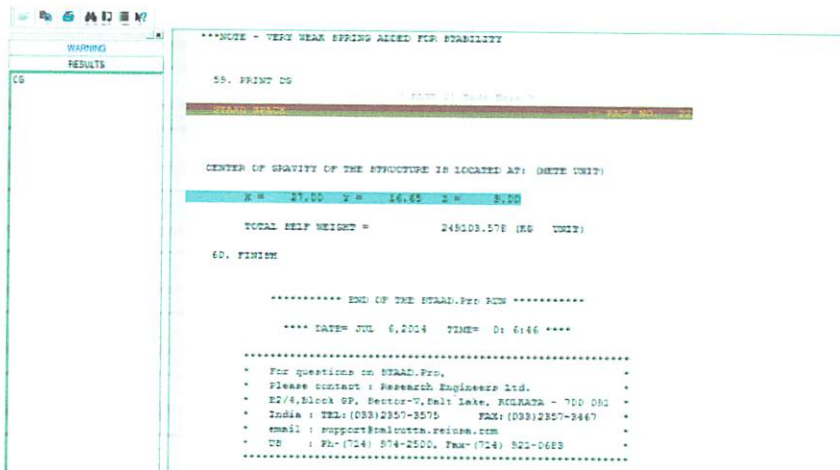 WARNING
RESULTS
CG
***NOTE - VERY WEAK SPRING ADDED FOR STABILITY
59. PRINT CG
STAAD SPACE -- PAGE NO. 22
CENTER OF GRAVITY OF THE STRUCTURE IS LOCATED AT: (METE UNIT)
X = 27.00 Y = 16.65 Z = 9.00
TOTAL SELF WEIGHT = 249103.578 (KG UNIT)
60. FINISH
*********** END OF THE STAAD.Pro RUN ***********
**** DATE= JUL 6,2014 TIME= 0: 6:46 ****
* For questions on STAAD.Pro, *
* Please contact : Research Engineers Ltd. *
* E2/4,Block GP, Sector-V,Salt Lake, KOLKATA - 700 091 *
* India : TEL:(033)2357-3575 FAX:(033)2357-3467 *
* email : support@calcutta.reiusa.com *
* US : Ph-(714) 974-2500, Fax-(714) 921-0683 *